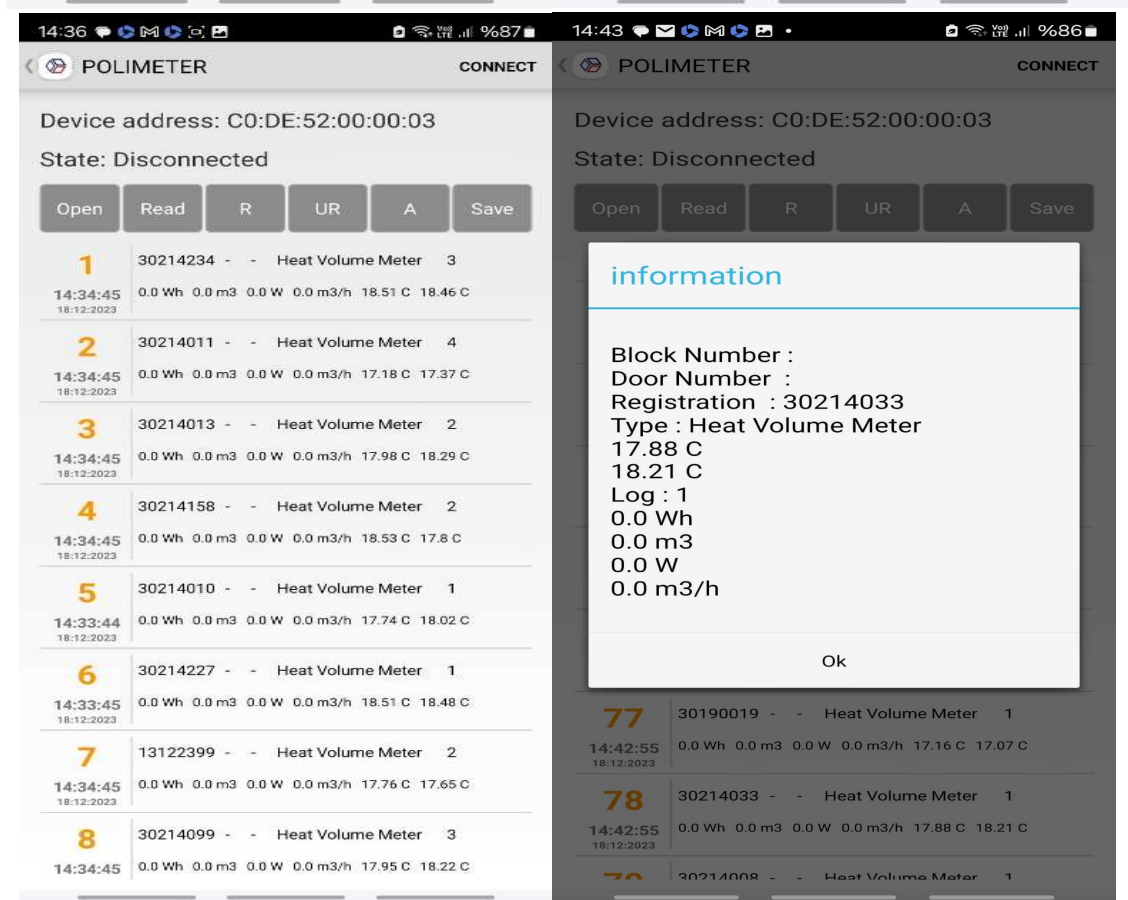 14:36 %87
POLIMETER CONNECT
Device address: C0:DE:52:00:00:03
State: Disconnected
Open Read R UR A Save
1 30214234 - - Heat Volume Meter 3
14:34:45 0.0 Wh 0.0 m3 0.0 W 0.0 m3/h 18.51 C 18.46 C
18:12:2023
2 30214011 - - Heat Volume Meter 4
14:34:45 0.0 Wh 0.0 m3 0.0 W 0.0 m3/h 17.18 C 17.37 C
18:12:2023
3 30214013 - - Heat Volume Meter 2
14:34:45 0.0 Wh 0.0 m3 0.0 W 0.0 m3/h 17.98 C 18.29 C
18:12:2023
4 30214158 - - Heat Volume Meter 2
14:34:45 0.0 Wh 0.0 m3 0.0 W 0.0 m3/h 18.53 C 17.8 C
18:12:2023
5 30214010 - - Heat Volume Meter 1
14:33:44 0.0 Wh 0.0 m3 0.0 W 0.0 m3/h 17.74 C 18.02 C
18:12:2023
6 30214227 - - Heat Volume Meter 1
14:33:45 0.0 Wh 0.0 m3 0.0 W 0.0 m3/h 18.51 C 18.48 C
18:12:2023
7 13122399 - - Heat Volume Meter 2
14:34:45 0.0 Wh 0.0 m3 0.0 W 0.0 m3/h 17.76 C 17.65 C
18:12:2023
8 30214099 - - Heat Volume Meter 3
14:34:45 0.0 Wh 0.0 m3 0.0 W 0.0 m3/h 17.95 C 18.22 C
14:43 %86
POLIMETER CONNECT
Device address: C0:DE:52:00:00:03
State: Disconnected
Open Read R UR A Save
information
Block Number :
Door Number :
Registration : 30214033
Type : Heat Volume Meter
17.88 C
18.21 C
Log : 1
0.0 Wh
0.0 m3
0.0 W
0.0 m3/h
Ok
77 30190019 - - Heat Volume Meter 1
14:42:55 0.0 Wh 0.0 m3 0.0 W 0.0 m3/h 17.16 C 17.07 C
18:12:2023
78 30214033 - - Heat Volume Meter 1
14:42:55 0.0 Wh 0.0 m3 0.0 W 0.0 m3/h 17.88 C 18.21 C
18:12:2023
30214008 - - Heat Volume Meter 1